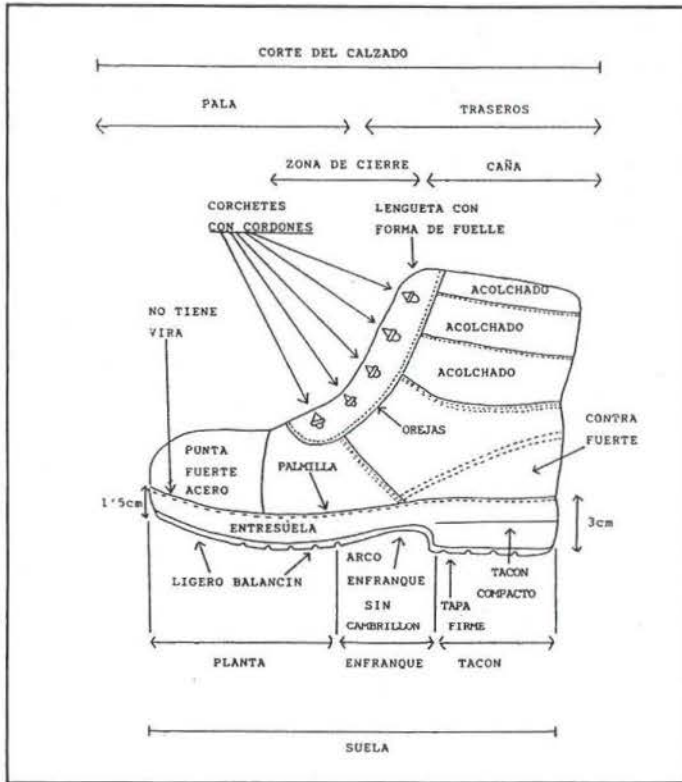 CORTE DEL CALZADO
PALA
TRASEROS
ZONA DE CIERRE
CAÑA
CORCHETES
CON CORDONES
LENGUETA CON
FORMA DE FUELLE
NO TIENE
VIRA
ACOLCHADO
ACOLCHADO
ACOLCHADO
OREJAS
CONTRA
FUERTE
PUNTA
FUERTE
ACERO
PALMILLA
1'5cm
ENTRESUELA
3cm
LIGERO BALANCIN
ARCO
ENFRANQUE
SIN
CAMBRILLON
TAPA
FIRME
TACON
COMPACTO
PLANTA
ENFRANQUE
TACON
SUELA